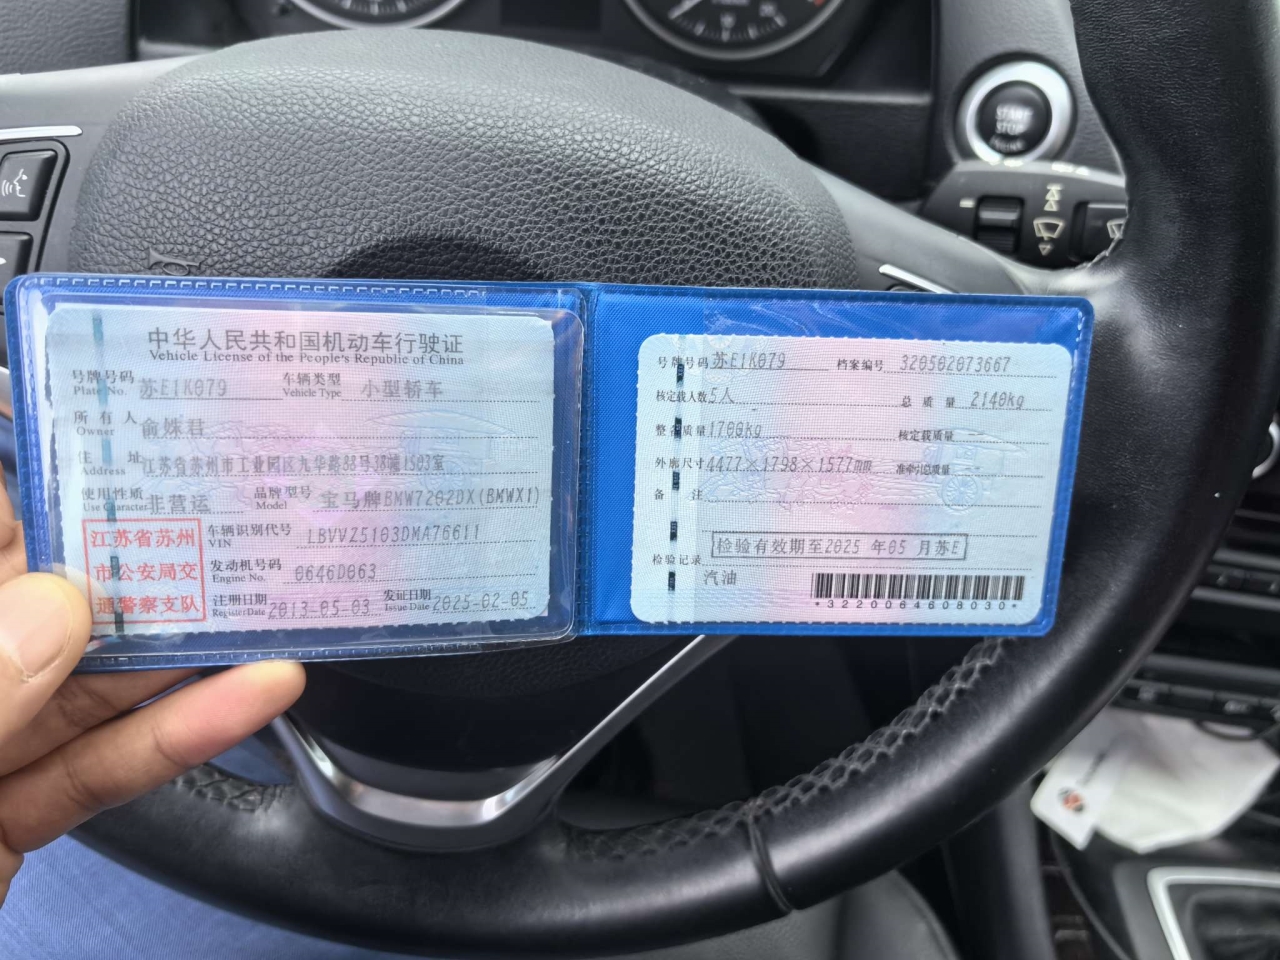 START
STOP
中华人民共和国机动车行驶证
Vehicle License of the People's Republic of China
号牌号码 Plate No. 苏E1K079 车辆类型 Vehicle Type 小型轿车
所有人 Owner 俞姝君
住址 Address 江苏省苏州市工业园区九华路88号38幢1503室
使用性质 Use Character 非营运 品牌型号 Model 宝马牌BMW7202DX(BMWX1)
江苏省苏州
市公安局交
通警察支队
车辆识别代号 VIN LBVVZ5103DMA76611
发动机号码 Engine No. 0646D063
注册日期 Register Date 2013-05-03 发证日期 Issue Date 2025-02-05
号牌号码 苏E1K079 档案编号 320502073667
核定载人数 5人 总质量 2140kg
整备质量 1700kg 核定载质量 --
外廓尺寸 4477×1798×1577mm 准牵引总质量 --
备注
检验有效期至2025年05月苏E
检验记录
汽油
*3220064608030*